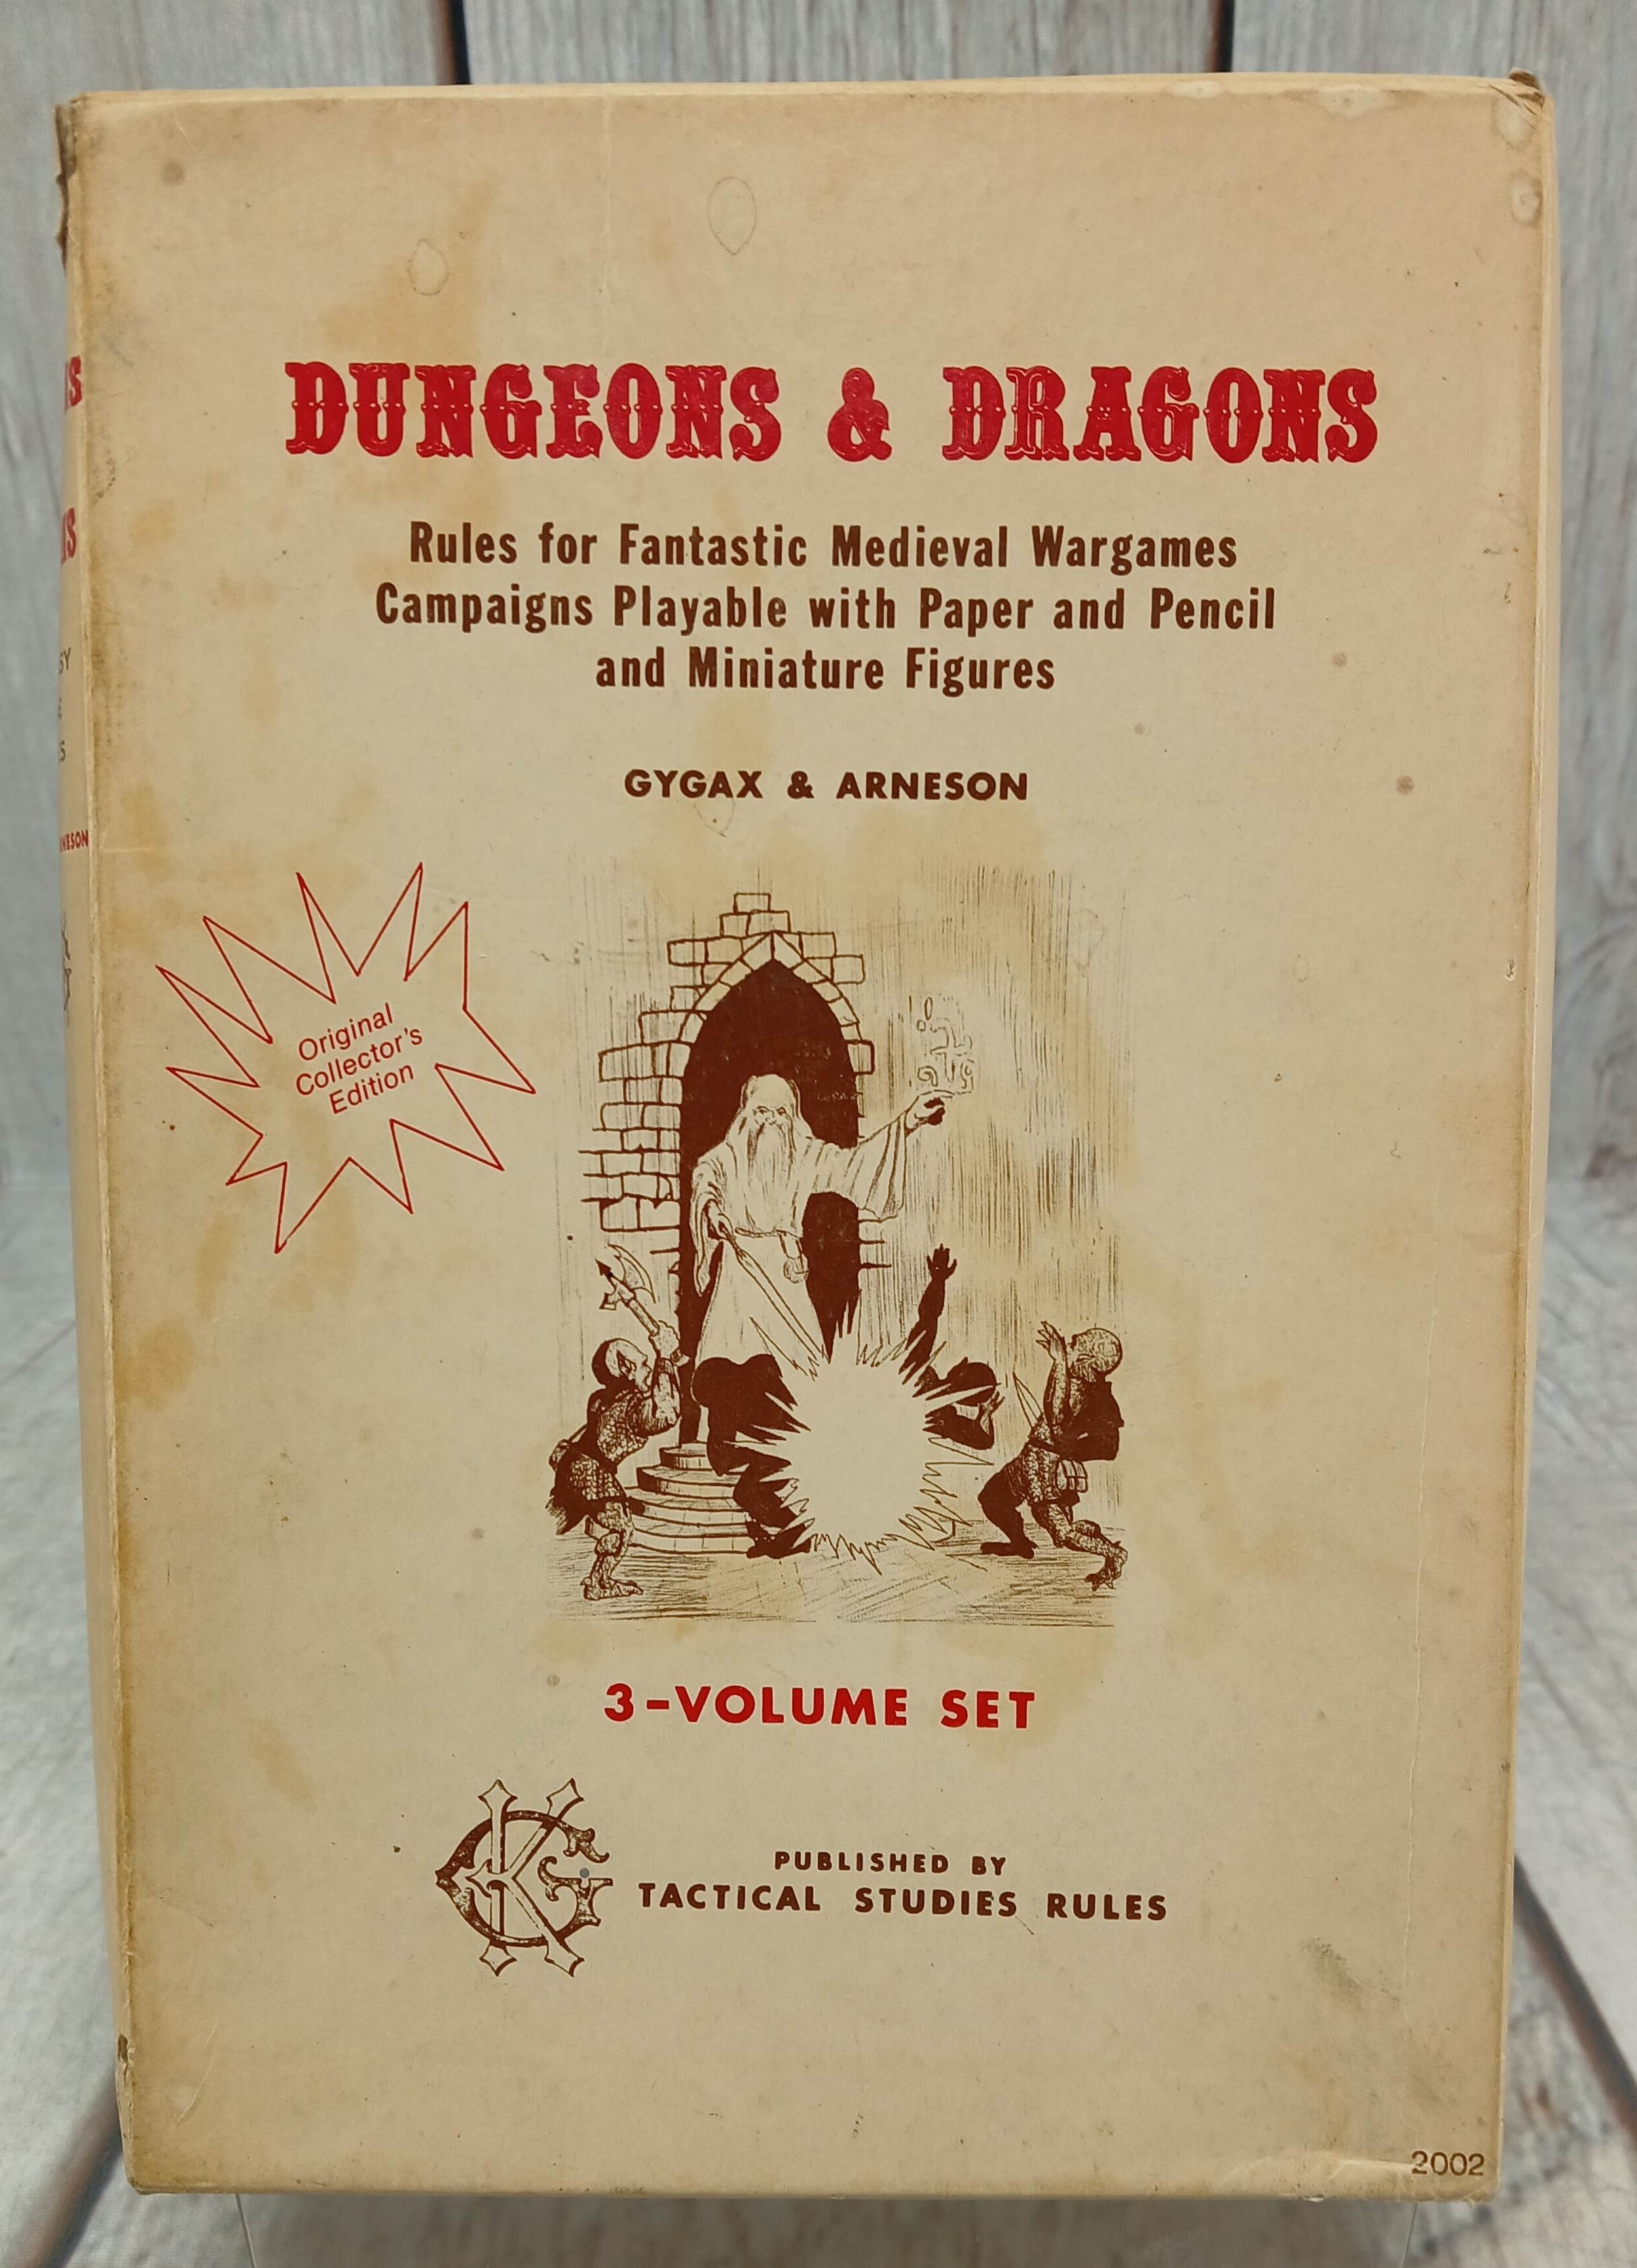 DUNGEONS & DRAGONS
Rules for Fantastic Medieval Wargames
Campaigns Playable with Paper and Pencil
and Miniature Figures
GYGAX & ARNESON
Original
Collector's
Edition
3-VOLUME SET
GK
PUBLISHED BY
TACTICAL STUDIES RULES
2002